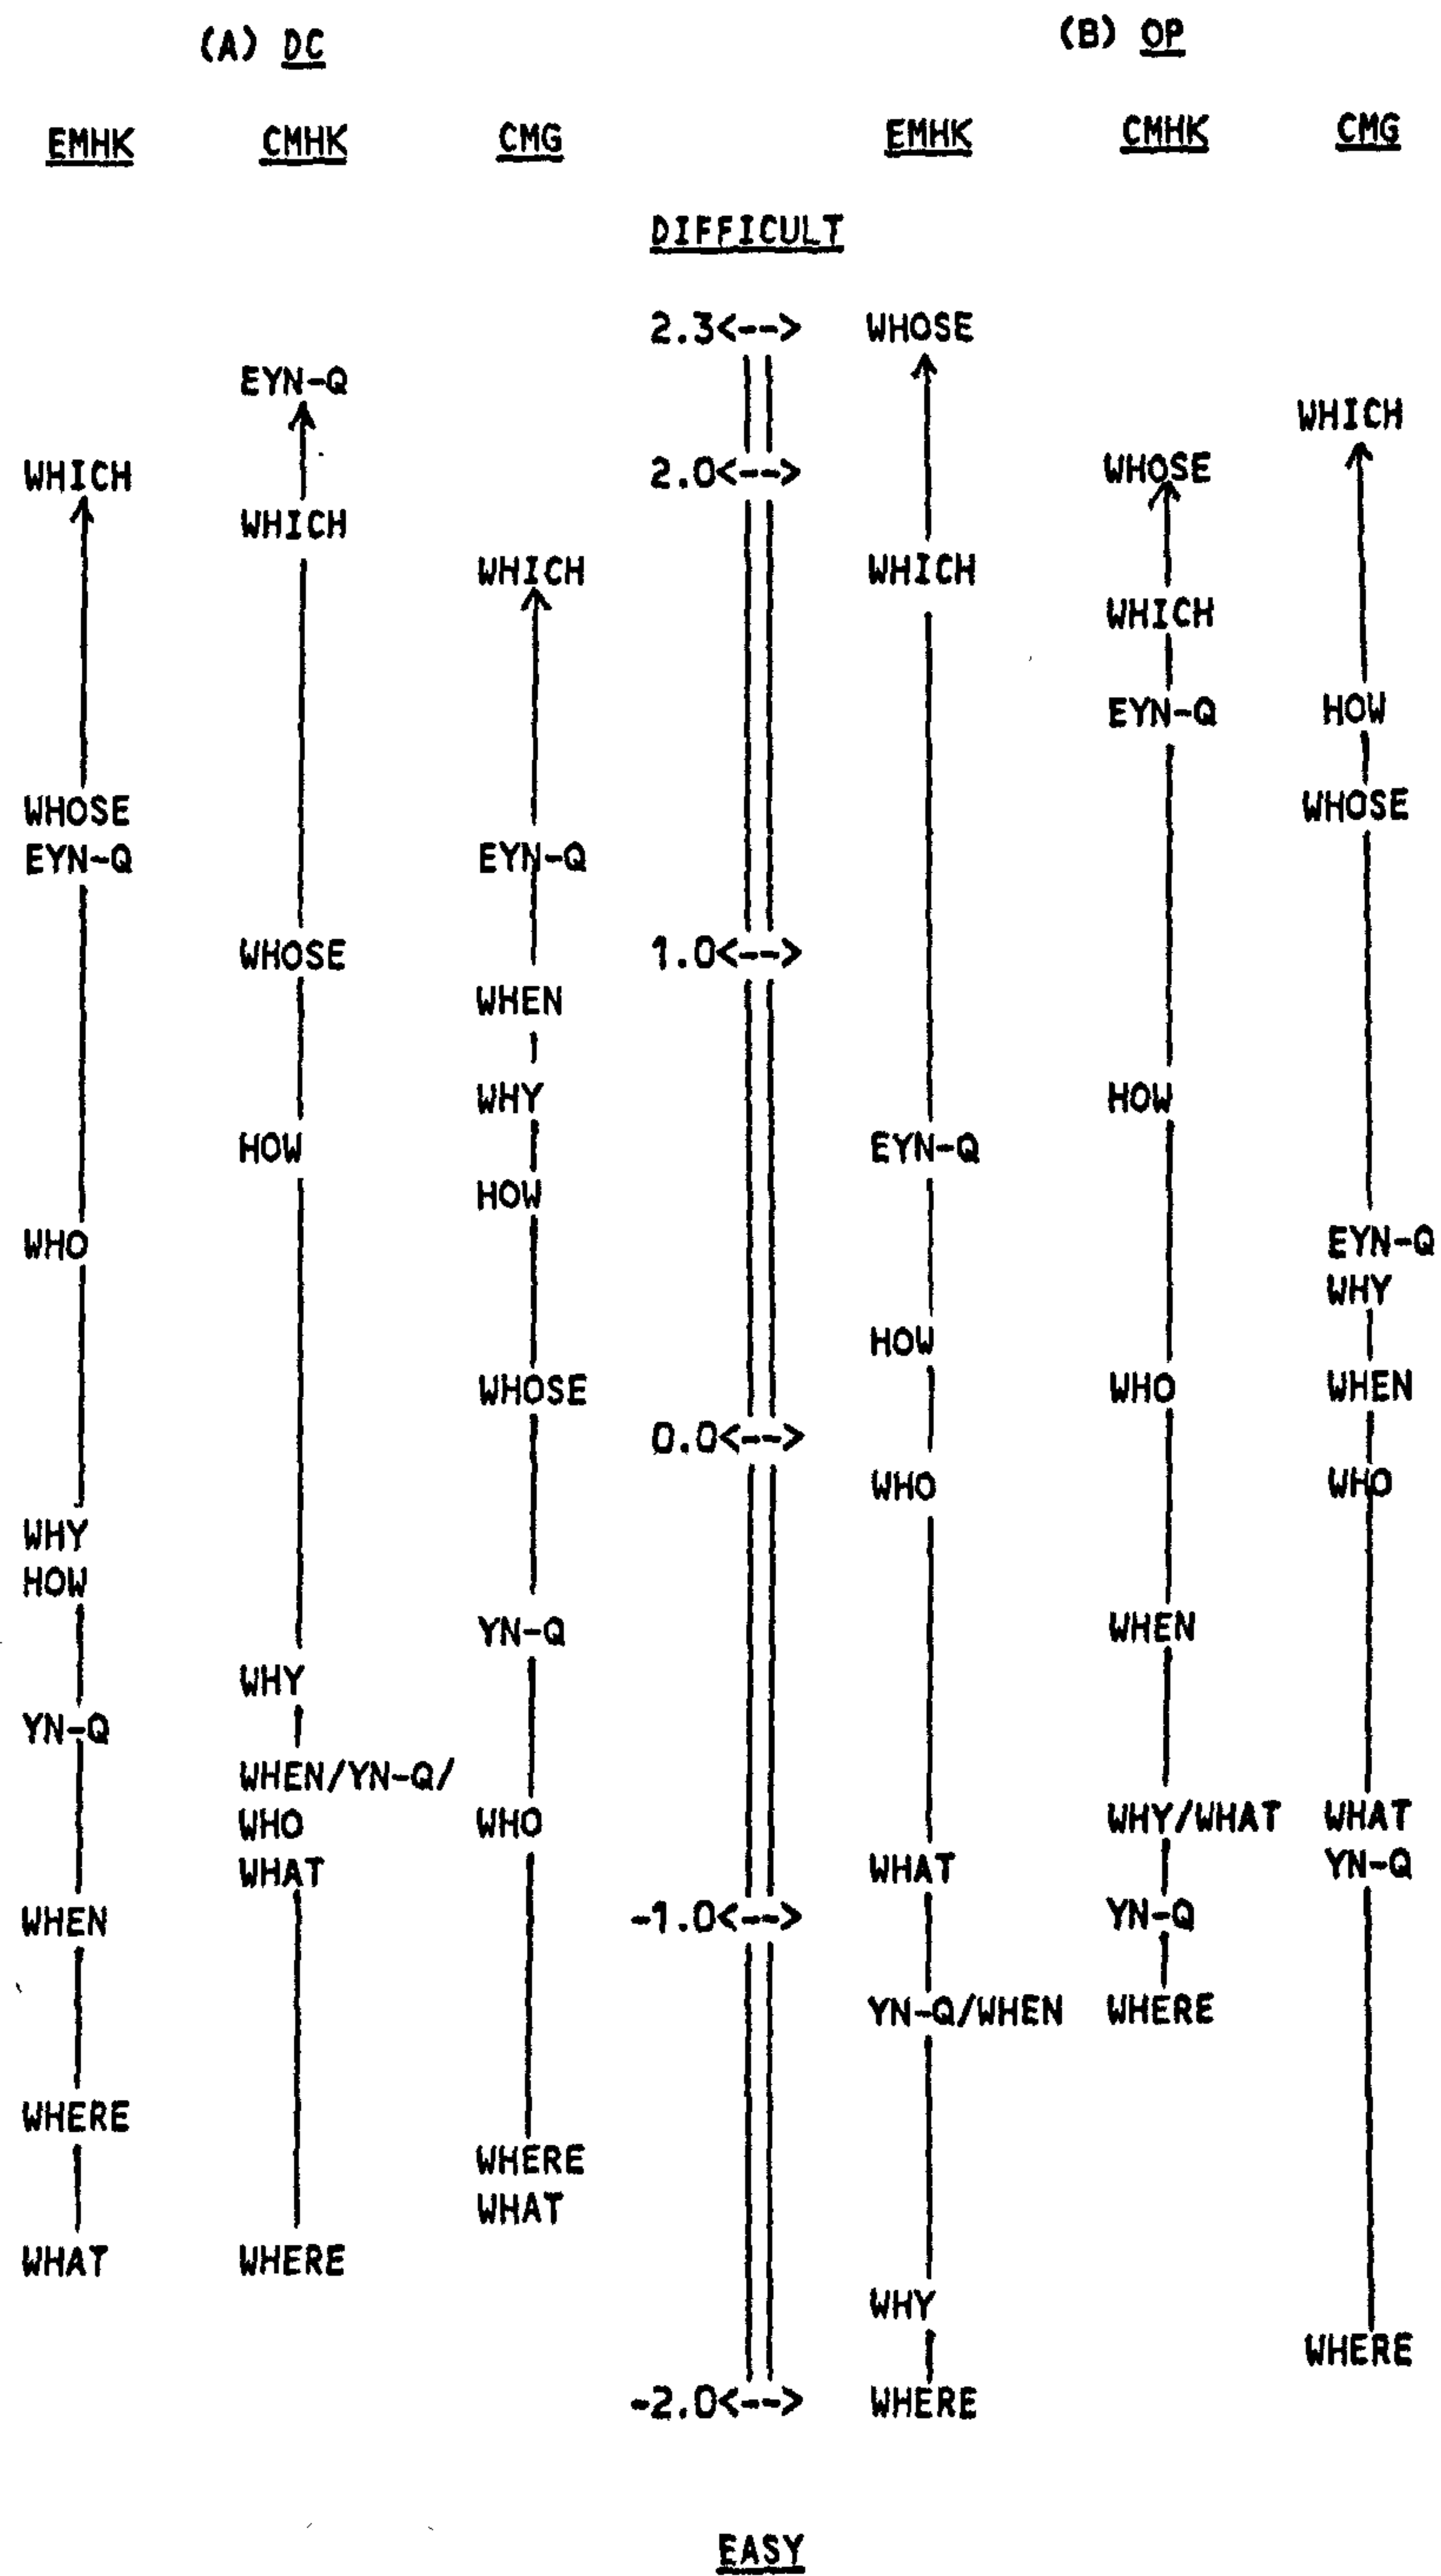 (A) DC
(B) OP
EMHK CMHK CMG EMHK CMHK CMG
DIFFICULT
2.3<--> WHOSE
EYN-Q
WHICH
WHICH 2.0<--> WHOSE
WHICH
WHICH WHICH
WHICH
EYN-Q HOW
WHOSE WHOSE
EYN-Q EYN-Q
WHOSE 1.0<-->
WHEN
WHY HOW
HOW EYN-Q
HOW
WHO EYN-Q
WHY
HOW
WHOSE WHO WHEN
0.0<-->
WHO WHO
WHY
HOW
YN-Q WHEN
WHY
YN-Q
WHEN/YN-Q/
WHO WHO WHY/WHAT WHAT
WHAT WHAT YN-Q
WHEN -1.0<--> YN-Q
YN-Q/WHEN WHERE
WHERE
WHERE
WHAT
WHAT WHERE
WHY
WHERE
-2.0<--> WHERE
EASY